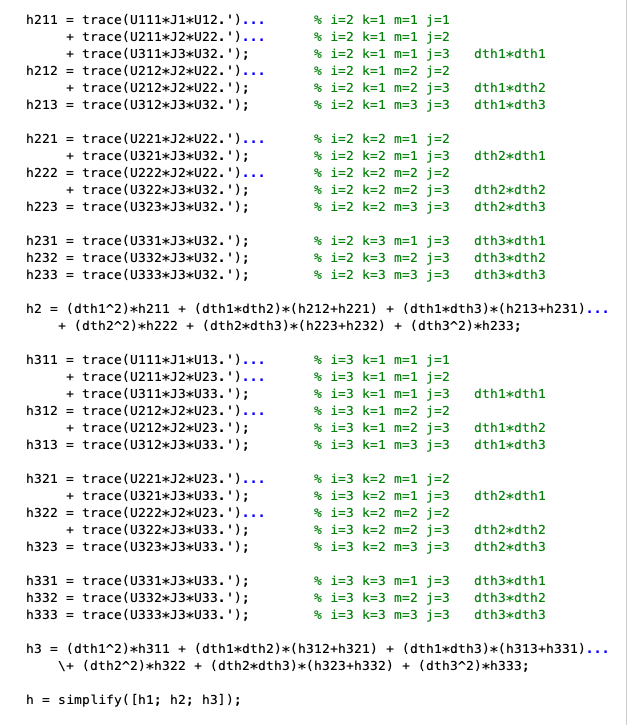 h211 = trace(U111*J1*U12.')... % i=2 k=1 m=1 j=1
+ trace(U211*J2*U22.')... % i=2 k=1 m=1 j=2
+ trace(U311*J3*U32.'); % i=2 k=1 m=1 j=3 dth1*dth1
h212 = trace(U212*J2*U22.')... % i=2 k=1 m=2 j=2
+ trace(U212*J2*U22.'); % i=2 k=1 m=2 j=3 dth1*dth2
h213 = trace(U312*J3*U32.'); % i=2 k=1 m=3 j=3 dth1*dth3
h221 = trace(U221*J2*U22.')... % i=2 k=2 m=1 j=2
+ trace(U321*J3*U32.'); % i=2 k=2 m=1 j=3 dth2*dth1
h222 = trace(U222*J2*U22.')... % i=2 k=2 m=2 j=2
+ trace(U322*J3*U32.'); % i=2 k=2 m=2 j=3 dth2*dth2
h223 = trace(U323*J3*U32.'); % i=2 k=2 m=3 j=3 dth2*dth3
h231 = trace(U331*J3*U32.'); % i=2 k=3 m=1 j=3 dth3*dth1
h232 = trace(U332*J3*U32.'); % i=2 k=3 m=2 j=3 dth3*dth2
h233 = trace(U333*J3*U32.'); % i=2 k=3 m=3 j=3 dth3*dth3
h2 = (dth1^2)*h211 + (dth1*dth2)*(h212+h221) + (dth1*dth3)*(h213+h231)...
+ (dth2^2)*h222 + (dth2*dth3)*(h223+h232) + (dth3^2)*h233;
h311 = trace(U111*J1*U13.')... % i=3 k=1 m=1 j=1
+ trace(U211*J2*U23.')... % i=3 k=1 m=1 j=2
+ trace(U311*J3*U33.'); % i=3 k=1 m=1 j=3 dth1*dth1
h312 = trace(U212*J2*U23.')... % i=3 k=1 m=2 j=2
+ trace(U212*J2*U23.'); % i=3 k=1 m=2 j=3 dth1*dth2
h313 = trace(U312*J3*U33.'); % i=3 k=1 m=3 j=3 dth1*dth3
h321 = trace(U221*J2*U23.')... % i=3 k=2 m=1 j=2
+ trace(U321*J3*U33.'); % i=3 k=2 m=1 j=3 dth2*dth1
h322 = trace(U222*J2*U23.')... % i=3 k=2 m=2 j=2
+ trace(U322*J3*U33.'); % i=3 k=2 m=2 j=3 dth2*dth2
h323 = trace(U323*J3*U33.'); % i=3 k=2 m=3 j=3 dth2*dth3
h331 = trace(U331*J3*U33.'); % i=3 k=3 m=1 j=3 dth3*dth1
h332 = trace(U332*J3*U33.'); % i=3 k=3 m=2 j=3 dth3*dth2
h333 = trace(U333*J3*U33.'); % i=3 k=3 m=3 j=3 dth3*dth3
h3 = (dth1^2)*h311 + (dth1*dth2)*(h312+h321) + (dth1*dth3)*(h313+h331)...
\+ (dth2^2)*h322 + (dth2*dth3)*(h323+h332) + (dth3^2)*h333;
h = simplify([h1; h2; h3]);